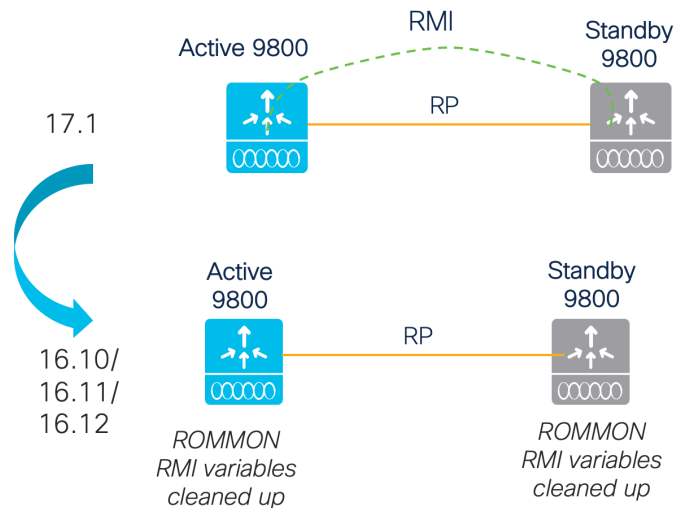 RMI
Active 9800
Standby
9800
RP
17.1
Active
9800
Standby
9800
RP
16.10/
16.11/
16.12
ROMMON
RMI variables
cleaned up
ROMMON
RMI variables
cleaned up